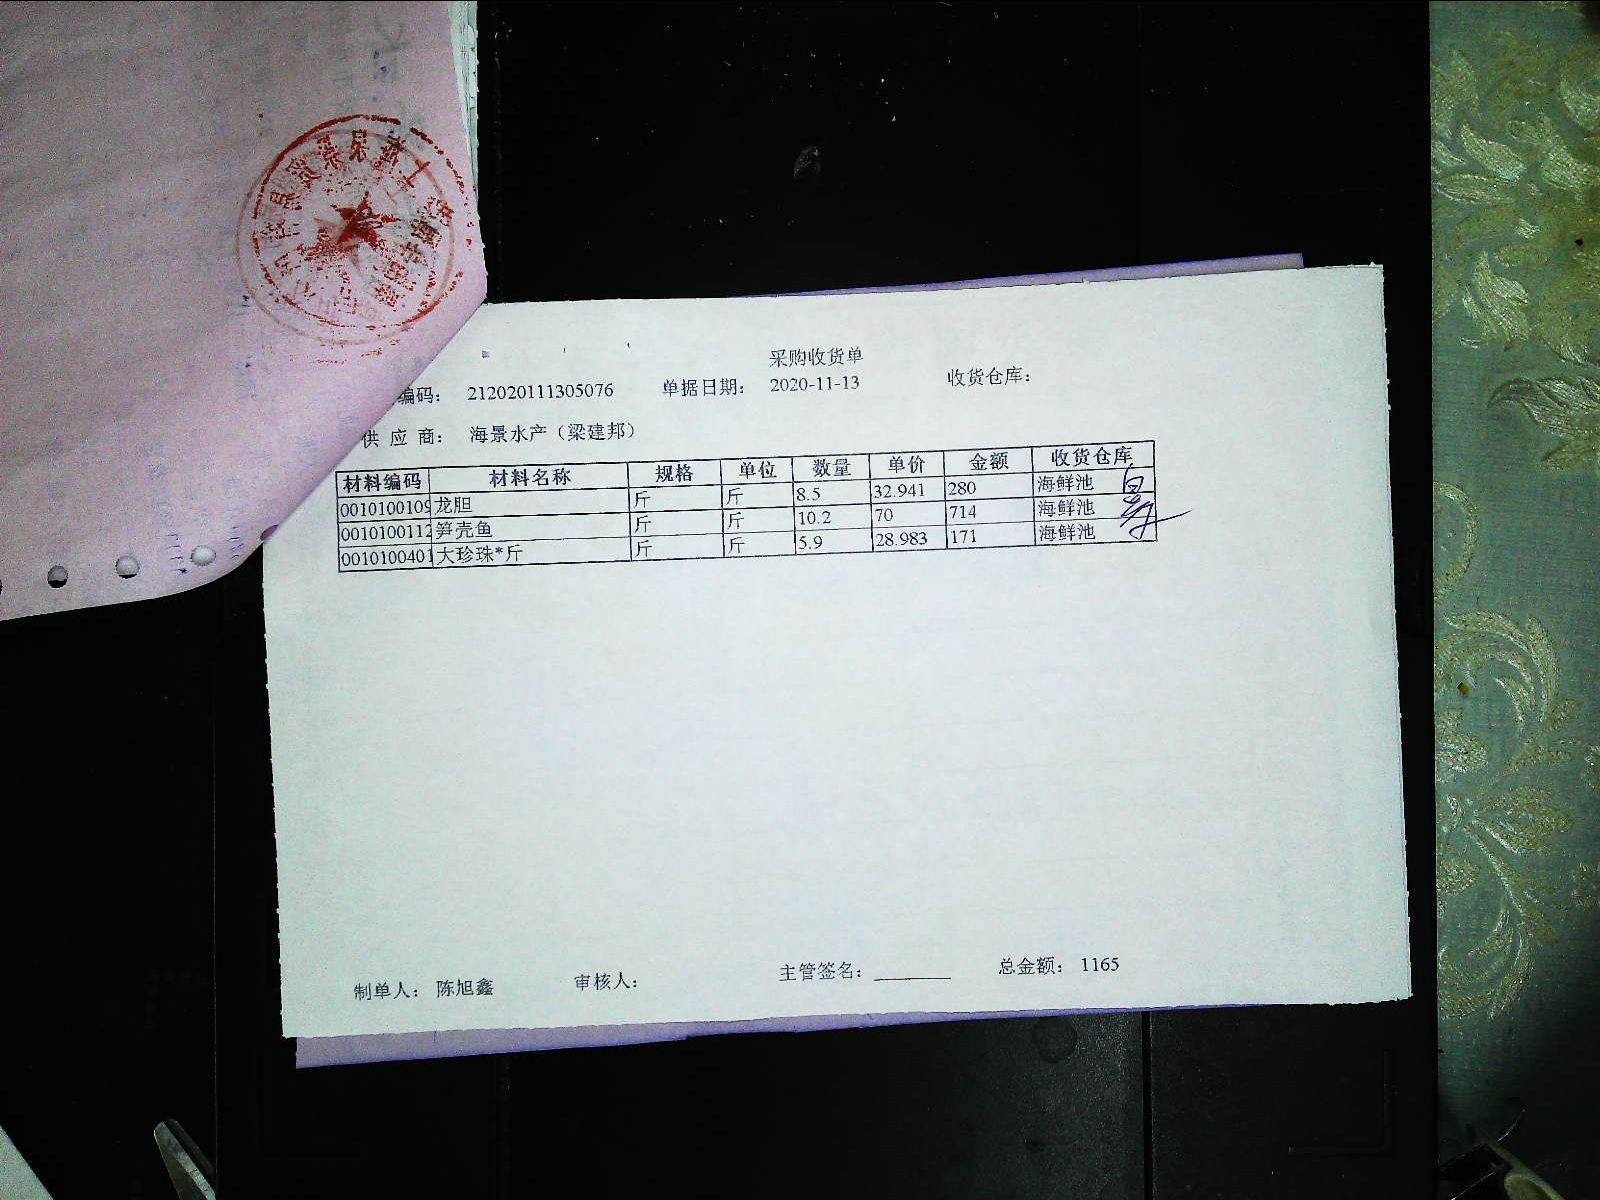 采购收货单
编码： 212020111305076 单据日期： 2020-11-13 收货仓库：
供 应 商： 海景水产（梁建邦）
材料编码 材料名称 规格 单位 数量 单价 金额 收货仓库
0010100109 龙胆 斤 斤 8.5 32.941 280 海鲜池
0010100112 笋壳鱼 斤 斤 10.2 70 714 海鲜池
0010100401 大珍珠*斤 斤 斤 5.9 28.983 171 海鲜池
制单人： 陈旭鑫 审核人： 主管签名： 总金额： 1165